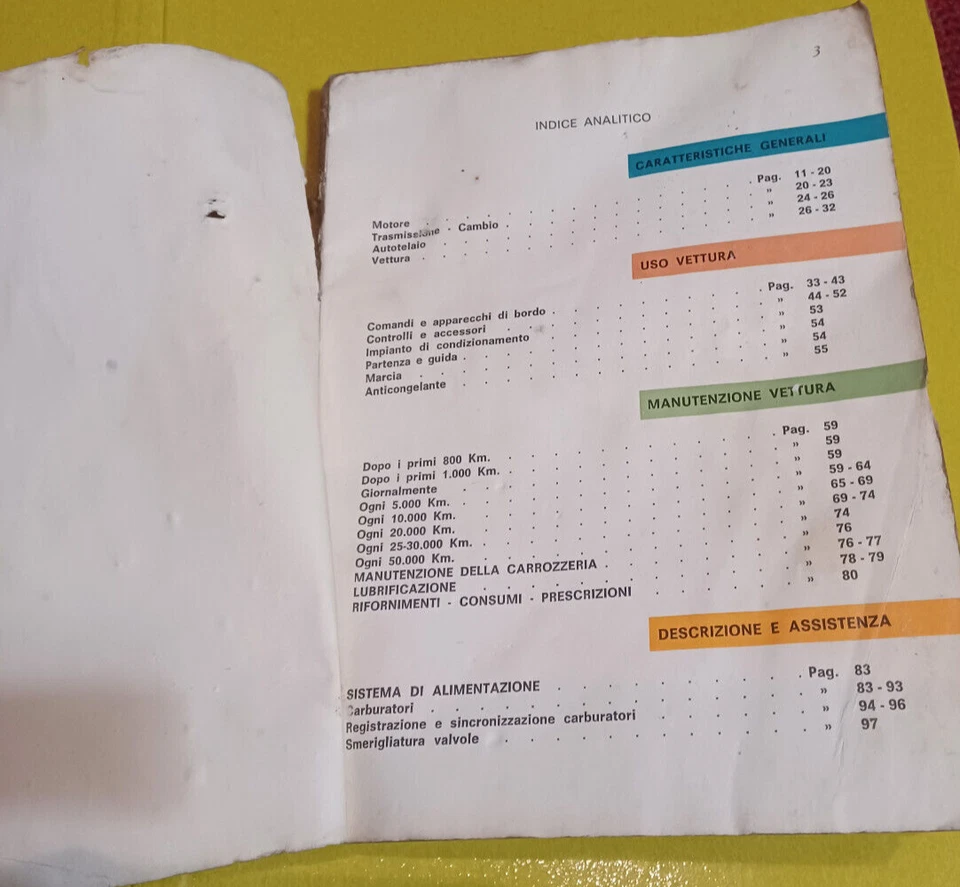 3
INDICE ANALITICO
CARATTERISTICHE GENERALI
Motore . . . . . . . . . . . Pag. 11 - 20
Trasmissione - Cambio . . . . . . . . . » 20 - 23
Autotelaio . . . . . . . . . . . » 24 - 26
Vettura . . . . . . . . . . . » 26 - 32
USO VETTURA
Comandi e apparecchi di bordo . . . . . . . . Pag. 33 - 43
Controlli e accessori . . . . . . . . . » 44 - 52
Impianto di condizionamento . . . . . . . . » 53
Partenza e guida . . . . . . . . . . » 54
Marcia . . . . . . . . . . . » 54
Anticongelante . . . . . . . . . . » 55
MANUTENZIONE VETTURA
Dopo i primi 800 Km. . . . . . . . . . Pag. 59
Dopo i primi 1.000 Km. . . . . . . . . . » 59
Giornalmente . . . . . . . . . . » 59
Ogni 5.000 Km. . . . . . . . . . . » 59 - 64
Ogni 10.000 Km. . . . . . . . . . . » 65 - 69
Ogni 20.000 Km. . . . . . . . . . . » 69 - 74
Ogni 25-30.000 Km. . . . . . . . . . . » 74
Ogni 50.000 Km. . . . . . . . . . . » 76
MANUTENZIONE DELLA CARROZZERIA . . . . . . . » 76 - 77
LUBRIFICAZIONE . . . . . . . . . . » 78 - 79
RIFORNIMENTI - CONSUMI - PRESCRIZIONI . . . . . . » 80
DESCRIZIONE E ASSISTENZA
SISTEMA DI ALIMENTAZIONE . . . . . . . . Pag. 83
Carburatori . . . . . . . . . . . » 83 - 93
Registrazione e sincronizzazione carburatori . . . . . » 94 - 96
Smerigliatura valvole . . . . . . . . . » 97